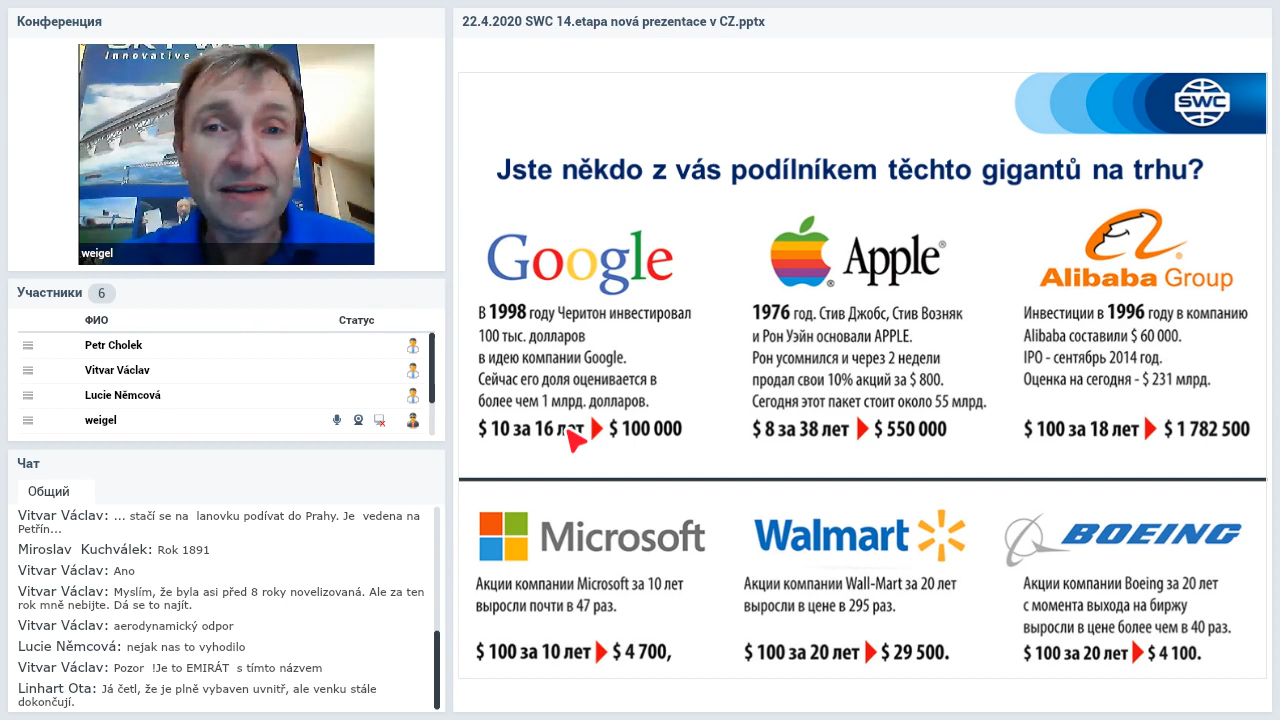 Конференция
SKY WAY
innovative
weigel
Участники 6
ФИО Статус
Petr Cholek
Vitvar Václav
Lucie Němcová
weigel
Чат
Общий
Vitvar Václav: ... stačí se na lanovku podívat do Prahy. Je vedena na
Petřín...
Miroslav Kuchválek: Rok 1891
Vitvar Václav: Ano
Vitvar Václav: Myslím, že byla asi před 8 roky novelizovaná. Ale za ten
rok mně nebijte. Dá se to najít.
Vitvar Václav: aerodynamický odpor
Lucie Němcová: nejak nas to vyhodilo
Vitvar Václav: Pozor !Je to EMIRÁT s tímto názvem
Linhart Ota: Já četl, že je plně vybaven uvnitř, ale venku stále
dokončují.
22.4.2020 SWC 14.etapa nová prezentace v CZ.pptx
SWC
Jste někdo z vás podílníkem těchto gigantů na trhu?
Google
В 1998 году Черитон инвестировал
100 тыс. долларов
в идею компании Google.
Сейчас его доля оценивается в
более чем 1 млрд. долларов.
$ 10 за 16 лет $ 100 000
Apple®
1976 год. Стив Джобс, Стив Возняк
и Рон Уэйн основали APPLE.
Рон усомнился и через 2 недели
продал свои 10% акций за $ 800.
Сегодня этот пакет стоит около 55 млрд.
$ 8 за 38 лет $ 550 000
Alibaba Group
Инвестиции в 1996 году в компанию
Alibaba составили $ 60 000.
IPO - сентябрь 2014 год.
Оценка на сегодня - $ 231 млрд.
$ 100 за 18 лет $ 1 782 500
Microsoft
Акции компании Microsoft за 10 лет
выросли почти в 47 раз.
$ 100 за 10 лет $ 4 700,
Walmart
Акции компании Wall-Mart за 20 лет
выросли в цене в 295 раз.
$ 100 за 20 лет $ 29 500.
BOEING
Акции компании Boeing за 20 лет
с момента выхода на биржу
выросли в цене более чем в 40 раз.
$ 100 за 20 лет $ 4 100.